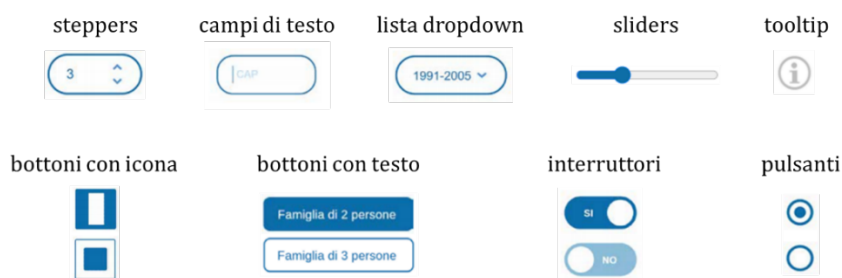 steppers campi di testo lista dropdown sliders tooltip
3 CAP 1991-2005
bottoni con icona bottoni con testo interruttori pulsanti
Famiglia di 2 persone SI
Famiglia di 3 persone NO